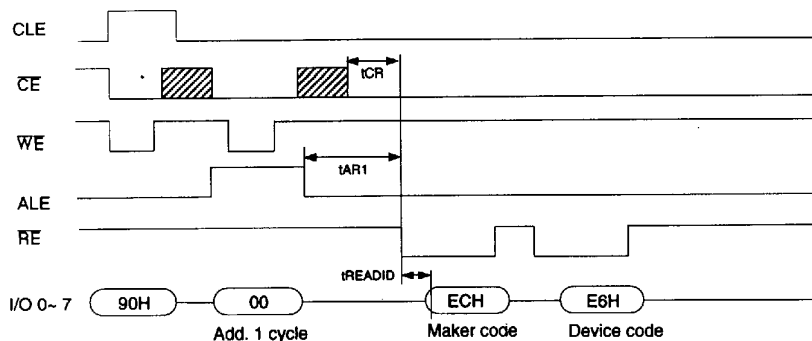 CLE
CE
tCR
WE
tAR1
ALE
RE
tREADID
I/O 0~ 7
90H
00
ECH
E6H
Add. 1 cycle
Maker code
Device code